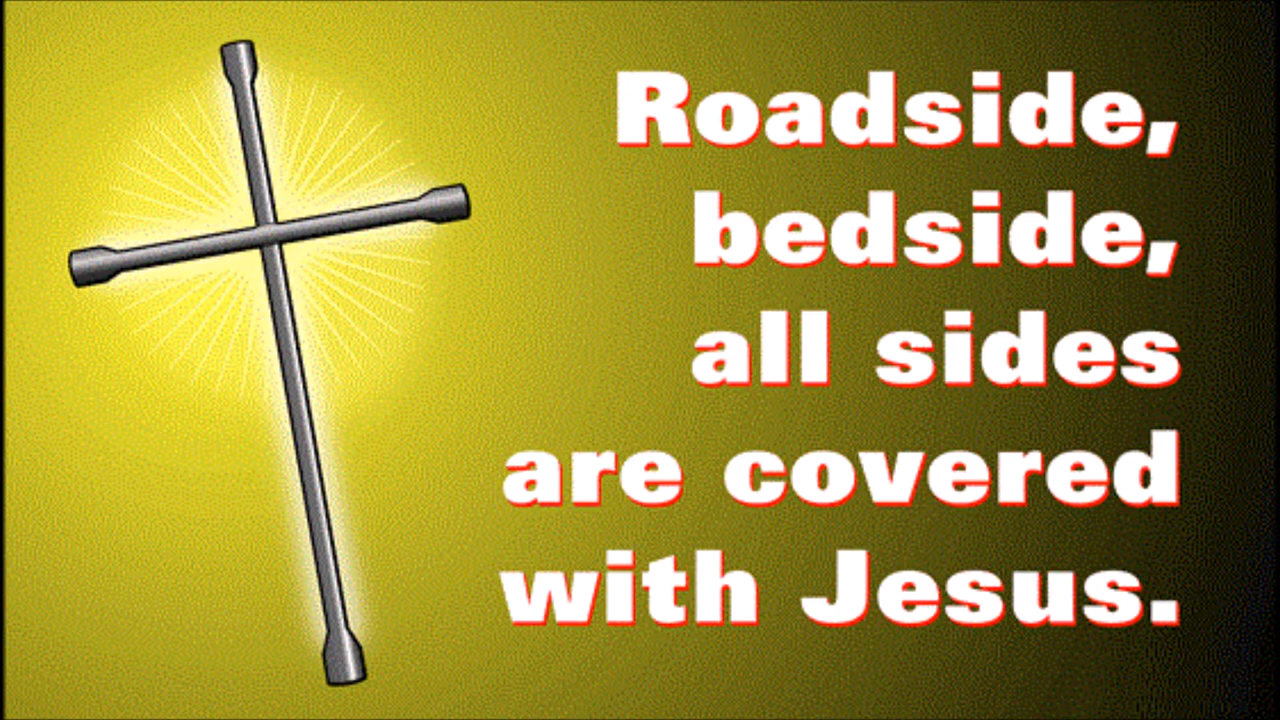 Roadside,
bedside,
all sides
are covered
with Jesus.